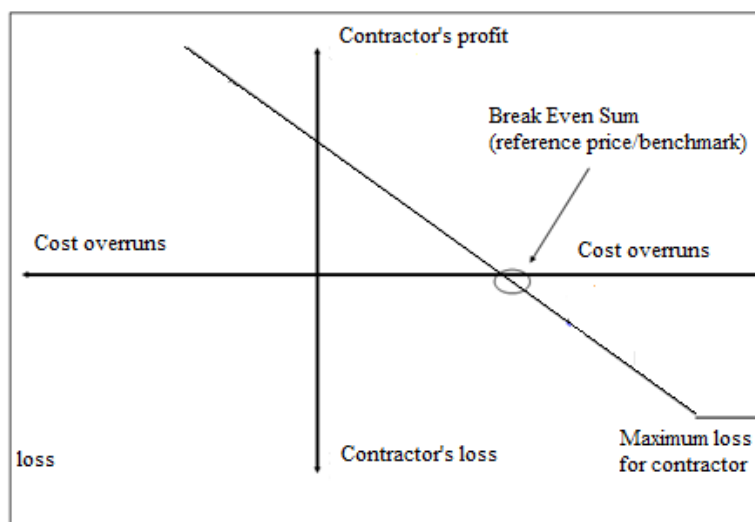 Contractor's profit
Break Even Sum
(reference price/benchmark)
Cost overruns
Cost overruns
Maximum loss
for contractor
Contractor's loss
loss